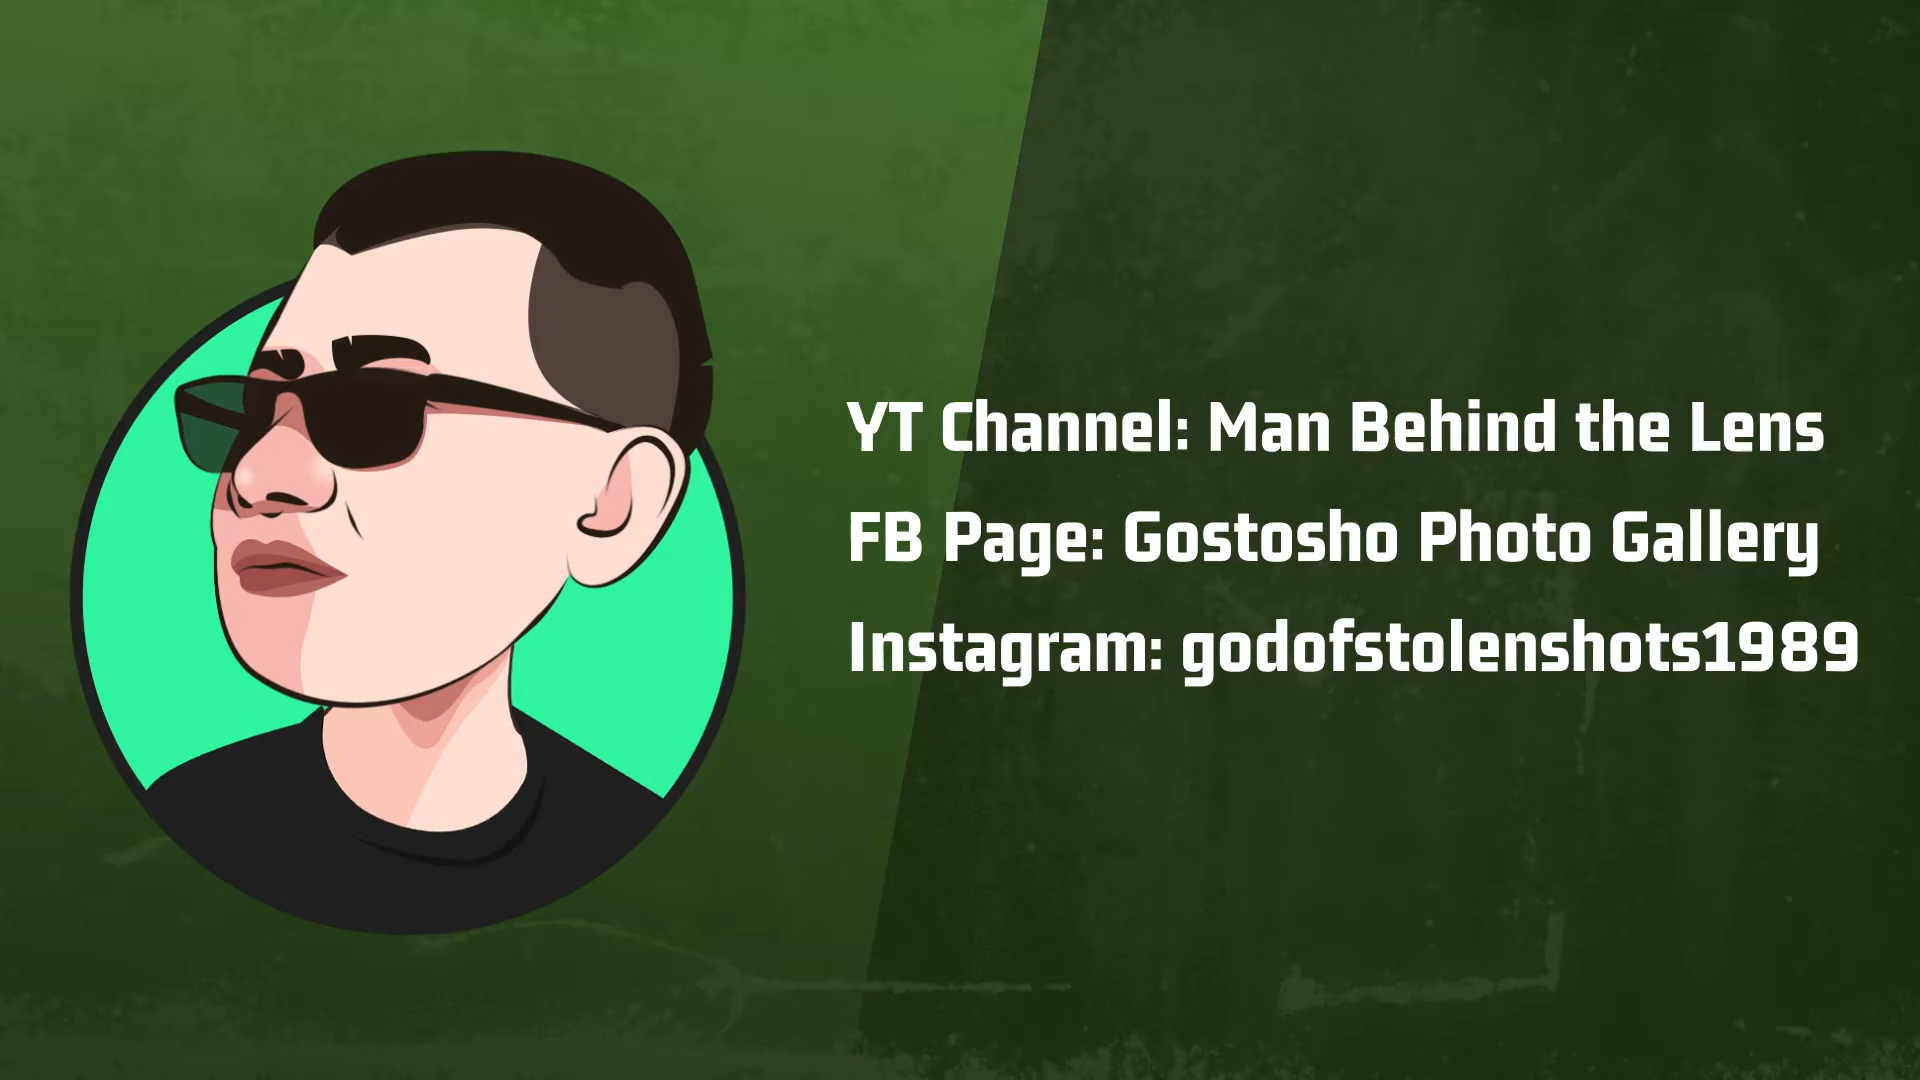 YT Channel: Man Behind the Lens
FB Page: Gostosho Photo Gallery
Instagram: godofstolenshots1989